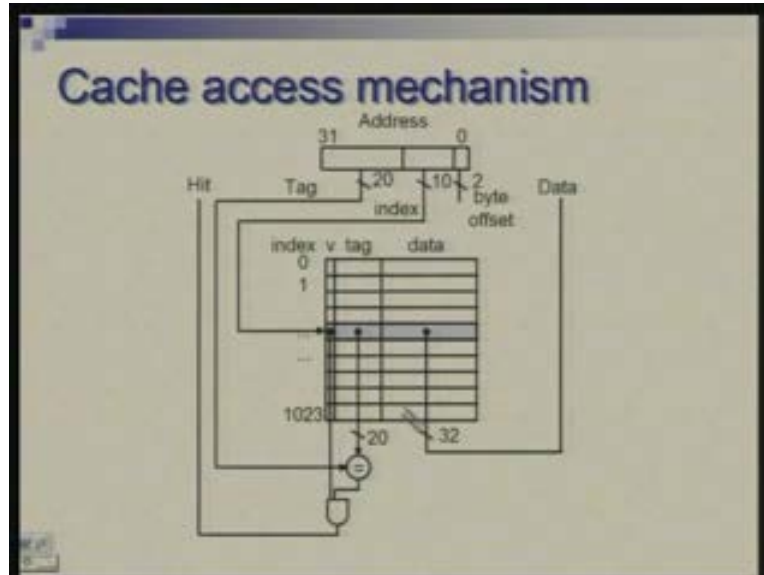 Cache access mechanism
Address
31 0
Hit Tag 20 10 2 Data
index byte
offset
index v tag data
0
1
...
...
1023
20 32
=